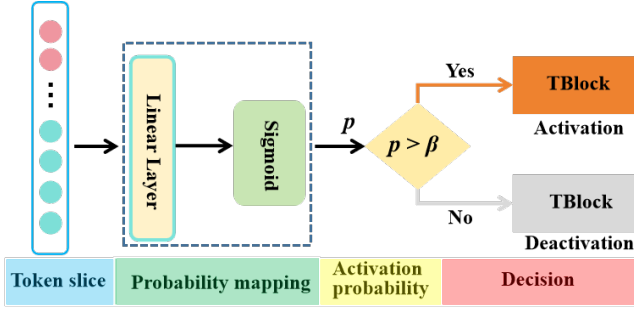 Linear Layer
Sigmoid
p
p > β
Yes
No
TBlock
Activation
TBlock
Deactivation
Token slice
Probability mapping
Activation
probability
Decision